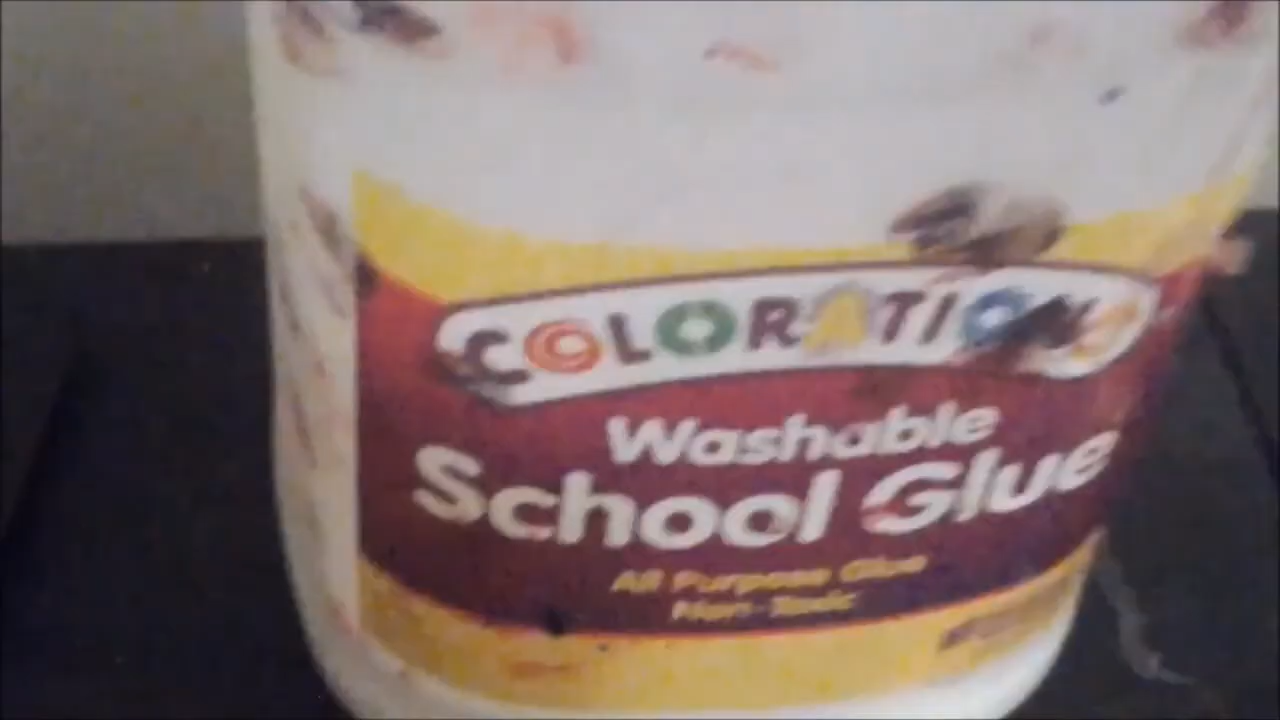 COLORATIONS
Washable
School Glue
All Purpose Glue
Non-Toxic